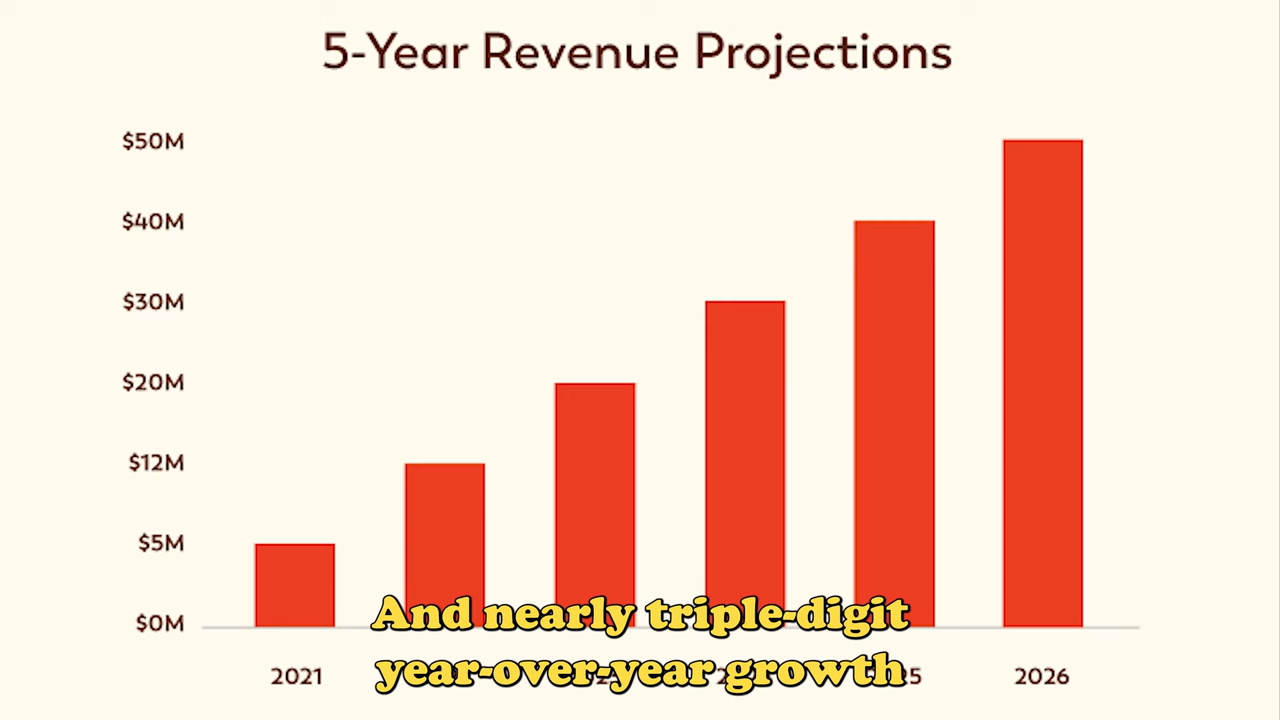 5-Year Revenue Projections
$50M
$40M
$30M
$20M
$12M
$5M
$0M
And nearly triple-digit
year-over-year growth
2021
2026